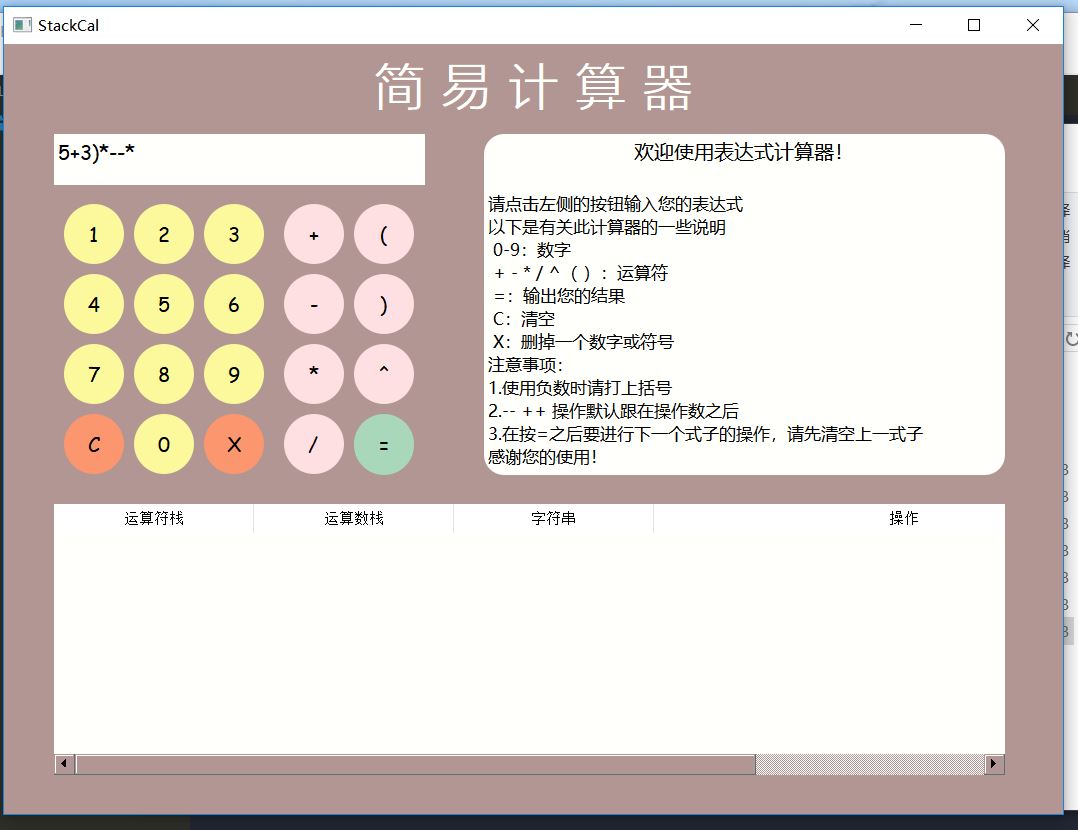 StackCal
简易计算器
5+3)*--*
1 2 3 + (
4 5 6 - )
7 8 9 * ^
C 0 X / =
欢迎使用表达式计算器！
请点击左侧的按钮输入您的表达式
以下是有关此计算器的一些说明
0-9：数字
+ - * / ^ ( ) ：运算符
=：输出您的结果
C：清空
X：删掉一个数字或符号
注意事项：
1.使用负数时请打上括号
2.-- ++ 操作默认跟在操作数之后
3.在按=之后要进行下一个式子的操作，请先清空上一式子
感谢您的使用！
运算符栈 运算数栈 字符串 操作